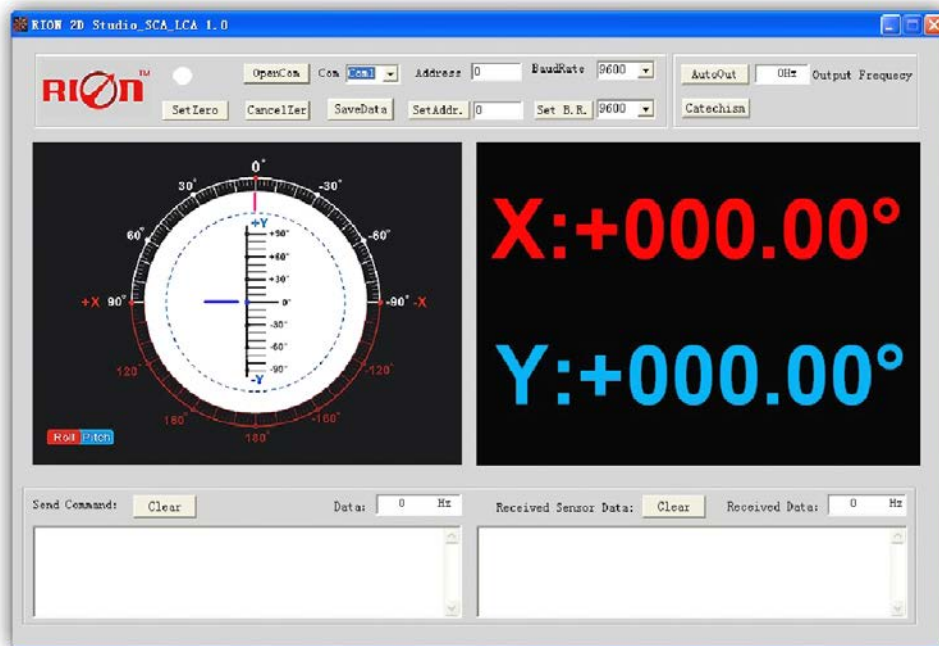 RION 2D Studio_SCA_LCA 1.0
RION™
OpenCom Com Com1 Address 0 BaudRate 9600
SetZero CancelZer SaveData SetAddr. 0 Set B.R. 9600
AutoOut 0Hz Output Frequecy
Catechism
0°
30° -30°
60° -60°
+X 90° -90° -X
120° -120°
160° -160°
180°
+Y
+90°
+60°
+30°
0°
-30°
-60°
-90°
-Y
Roll Pitch
X:+000.00°
Y:+000.00°
Send Command: Clear Data: 0 Hz
Received Sensor Data: Clear Received Data: 0 Hz